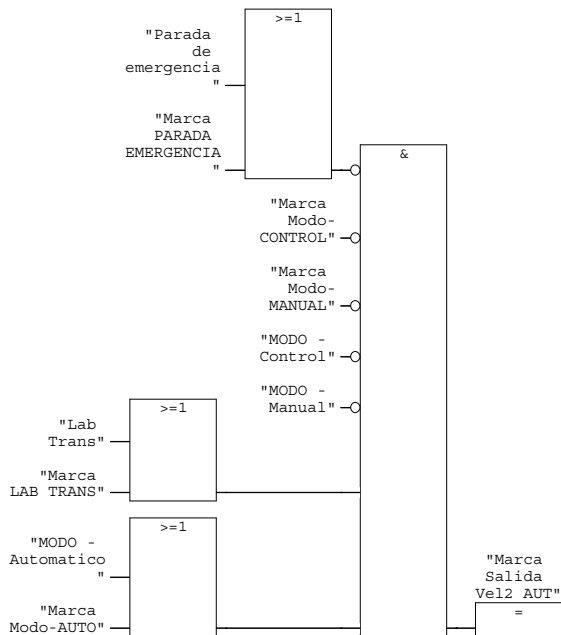 >=1
"Parada
de
emergencia
"
"Marca
PARADA
EMERGENCIA
"
&
"Marca
Modo-
CONTROL"
"Marca
Modo-
MANUAL"
"MODO -
Control"
"MODO -
Manual"
>=1
"Lab
Trans"
"Marca
LAB TRANS"
>=1
"MODO -
Automatico
"
"Marca
Modo-AUTO"
"Marca
Salida
Vel2 AUT"
=